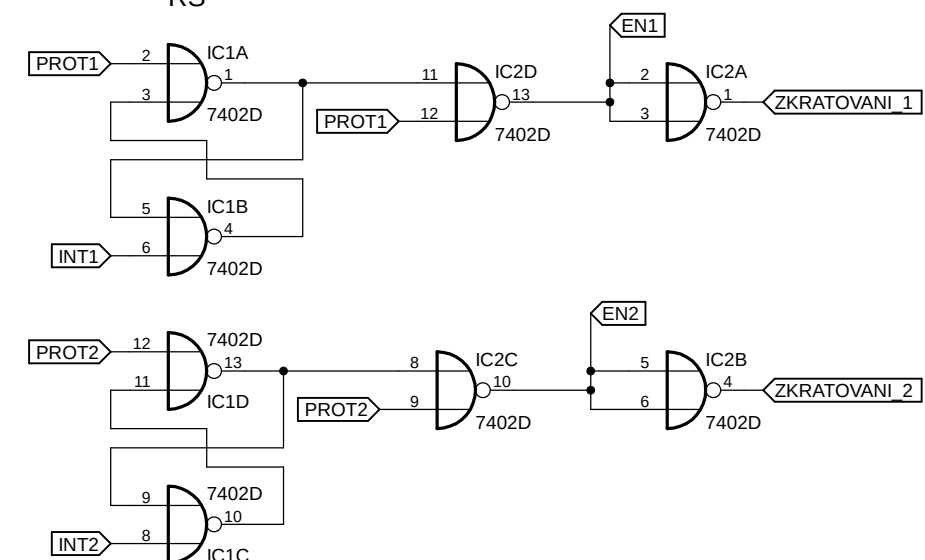 RS
EN1
PROT1
2
IC1A
1
3
7402D
11
IC2D
13
PROT1
12
7402D
2
IC2A
1
3
7402D
ZKRATOVANI_1
5
IC1B
4
INT1
6
7402D
EN2
PROT2
12
7402D
13
11
IC1D
8
IC2C
10
PROT2
9
7402D
5
IC2B
4
6
7402D
ZKRATOVANI_2
9
7402D
10
INT2
8
IC1C